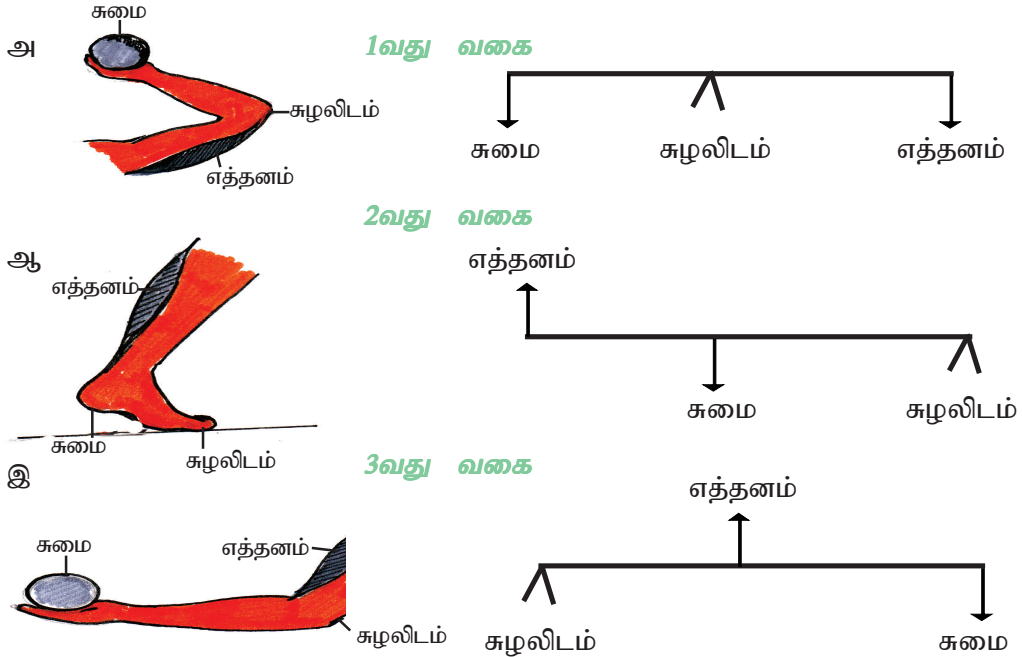 சுமை
அ
1வது வகை
சுழலிடம்
எத்தனம்
சுமை
சுழலிடம்
எத்தனம்
2வது வகை
ஆ
எத்தனம்
சுமை
சுழலிடம்
எத்தனம்
சுமை
சுழலிடம்
3வது வகை
இ
சுமை
எத்தனம்
சுழலிடம்
எத்தனம்
சுழலிடம்
சுமை